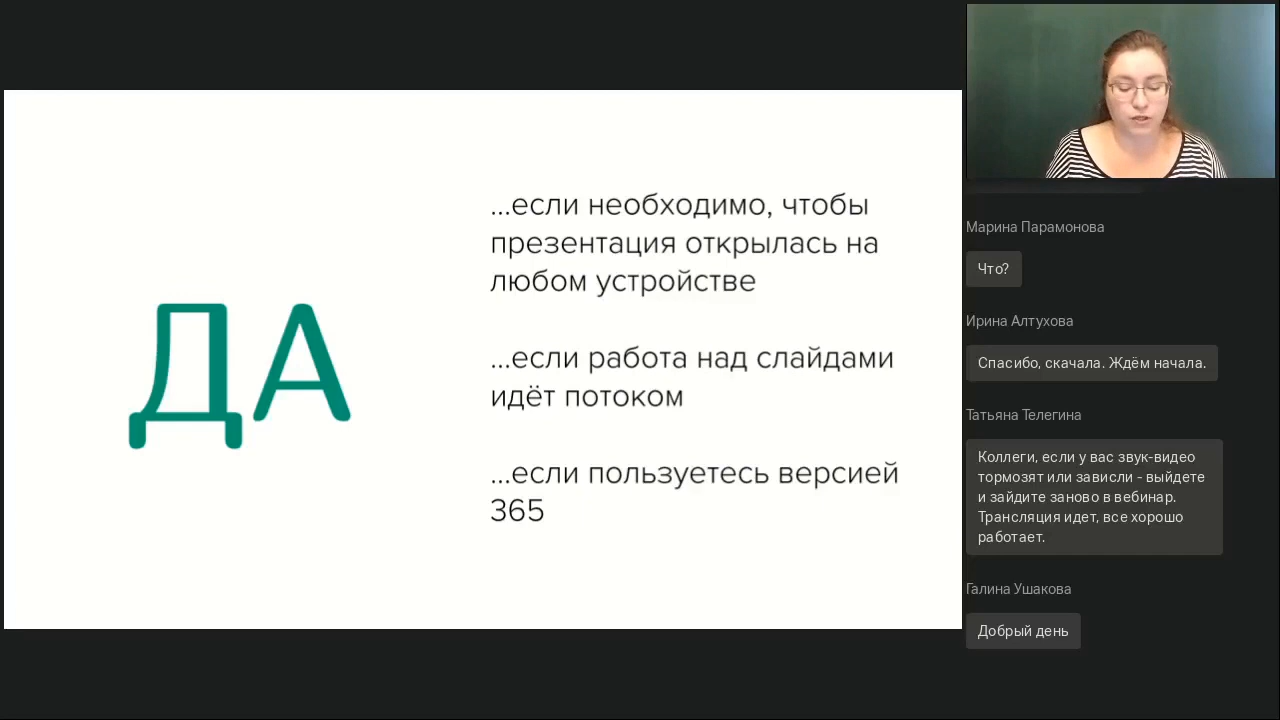 ДА
...если необходимо, чтобы
презентация открылась на
любом устройстве
...если работа над слайдами
идёт потоком
...если пользуетесь версией
365
Марина Парамонова
Что?
Ирина Алтухова
Спасибо, скачала. Ждём начала.
Татьяна Телегина
Коллеги, если у вас звук-видео
тормозят или зависли - выйдете
и зайдите заново в вебинар.
Трансляция идет, все хорошо
работает.
Галина Ушакова
Добрый день